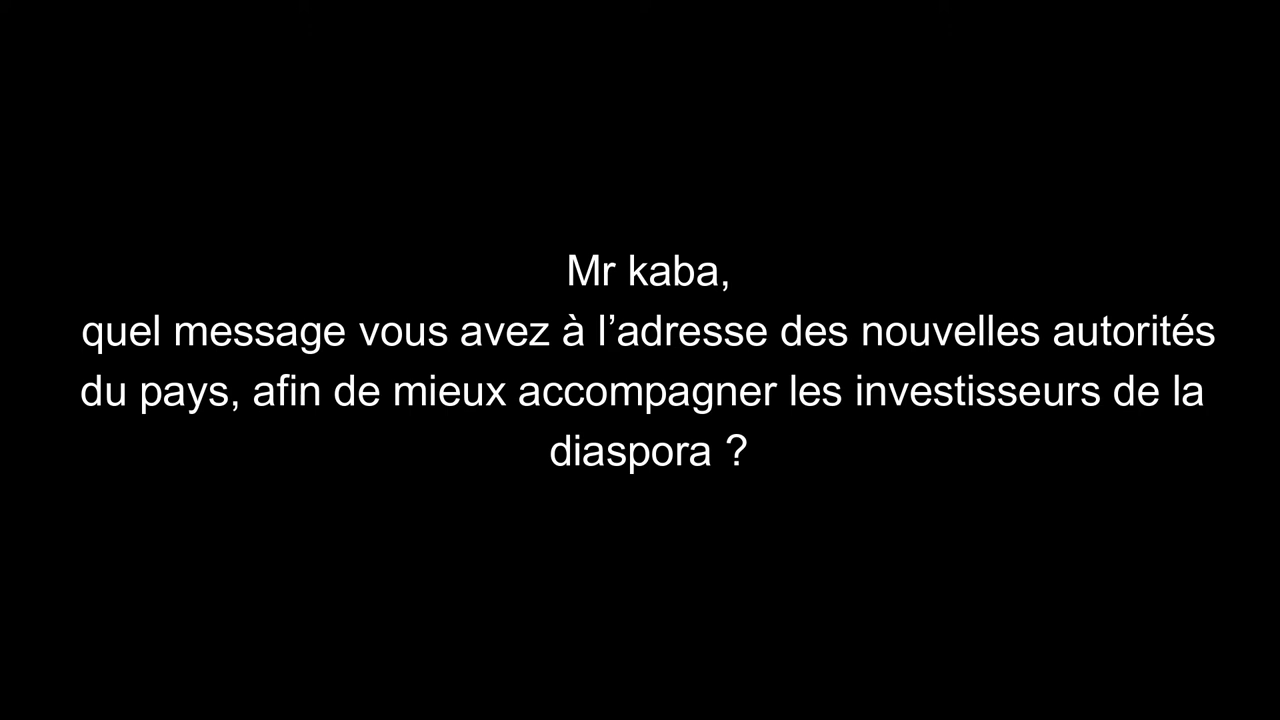 Mr kaba,
quel message vous avez à l’adresse des nouvelles autorités
du pays, afin de mieux accompagner les investisseurs de la
diaspora ?